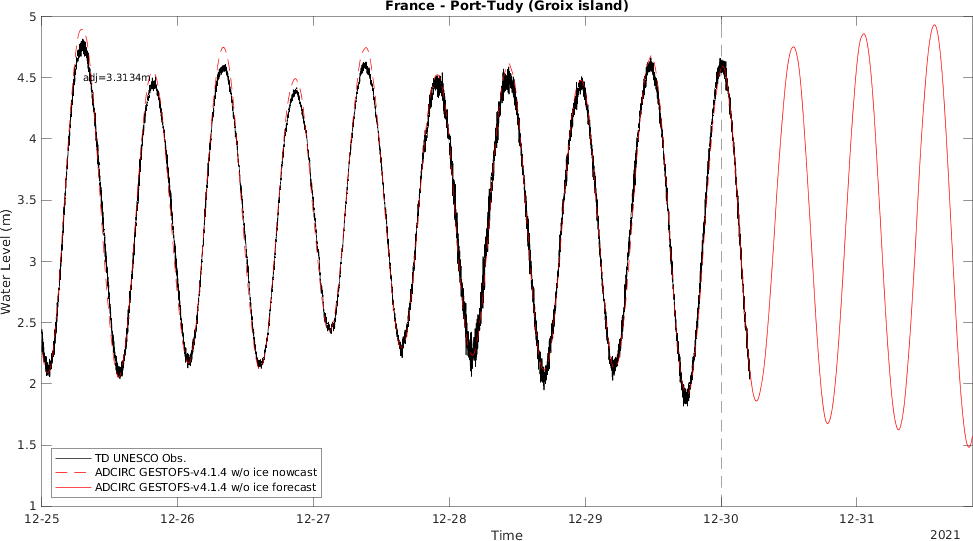 France - Port-Tudy (Groix island)
5
4.5
4
3.5
3
2.5
2
1.5
1
Water Level (m)
adj=3.3134m
TD UNESCO Obs.
ADCIRC GESTOFS-v4.1.4 w/o ice nowcast
ADCIRC GESTOFS-v4.1.4 w/o ice forecast
12-25 12-26 12-27 12-28 12-29 12-30 12-31
Time
2021